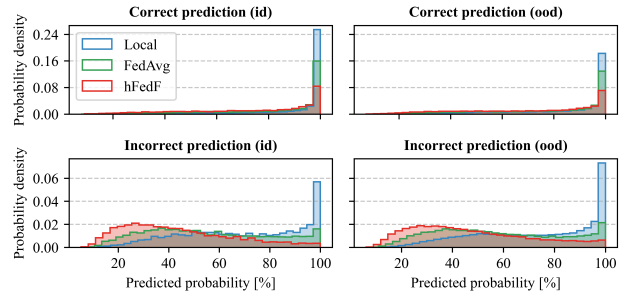 Correct prediction (id)
Correct prediction (ood)
Probability density
0.24
0.16
0.08
0.00
Local
FedAvg
hFedF
Incorrect prediction (id)
Incorrect prediction (ood)
Probability density
0.06
0.04
0.02
0.00
20 40 60 80 100
20 40 60 80 100
Predicted probability [%]
Predicted probability [%]